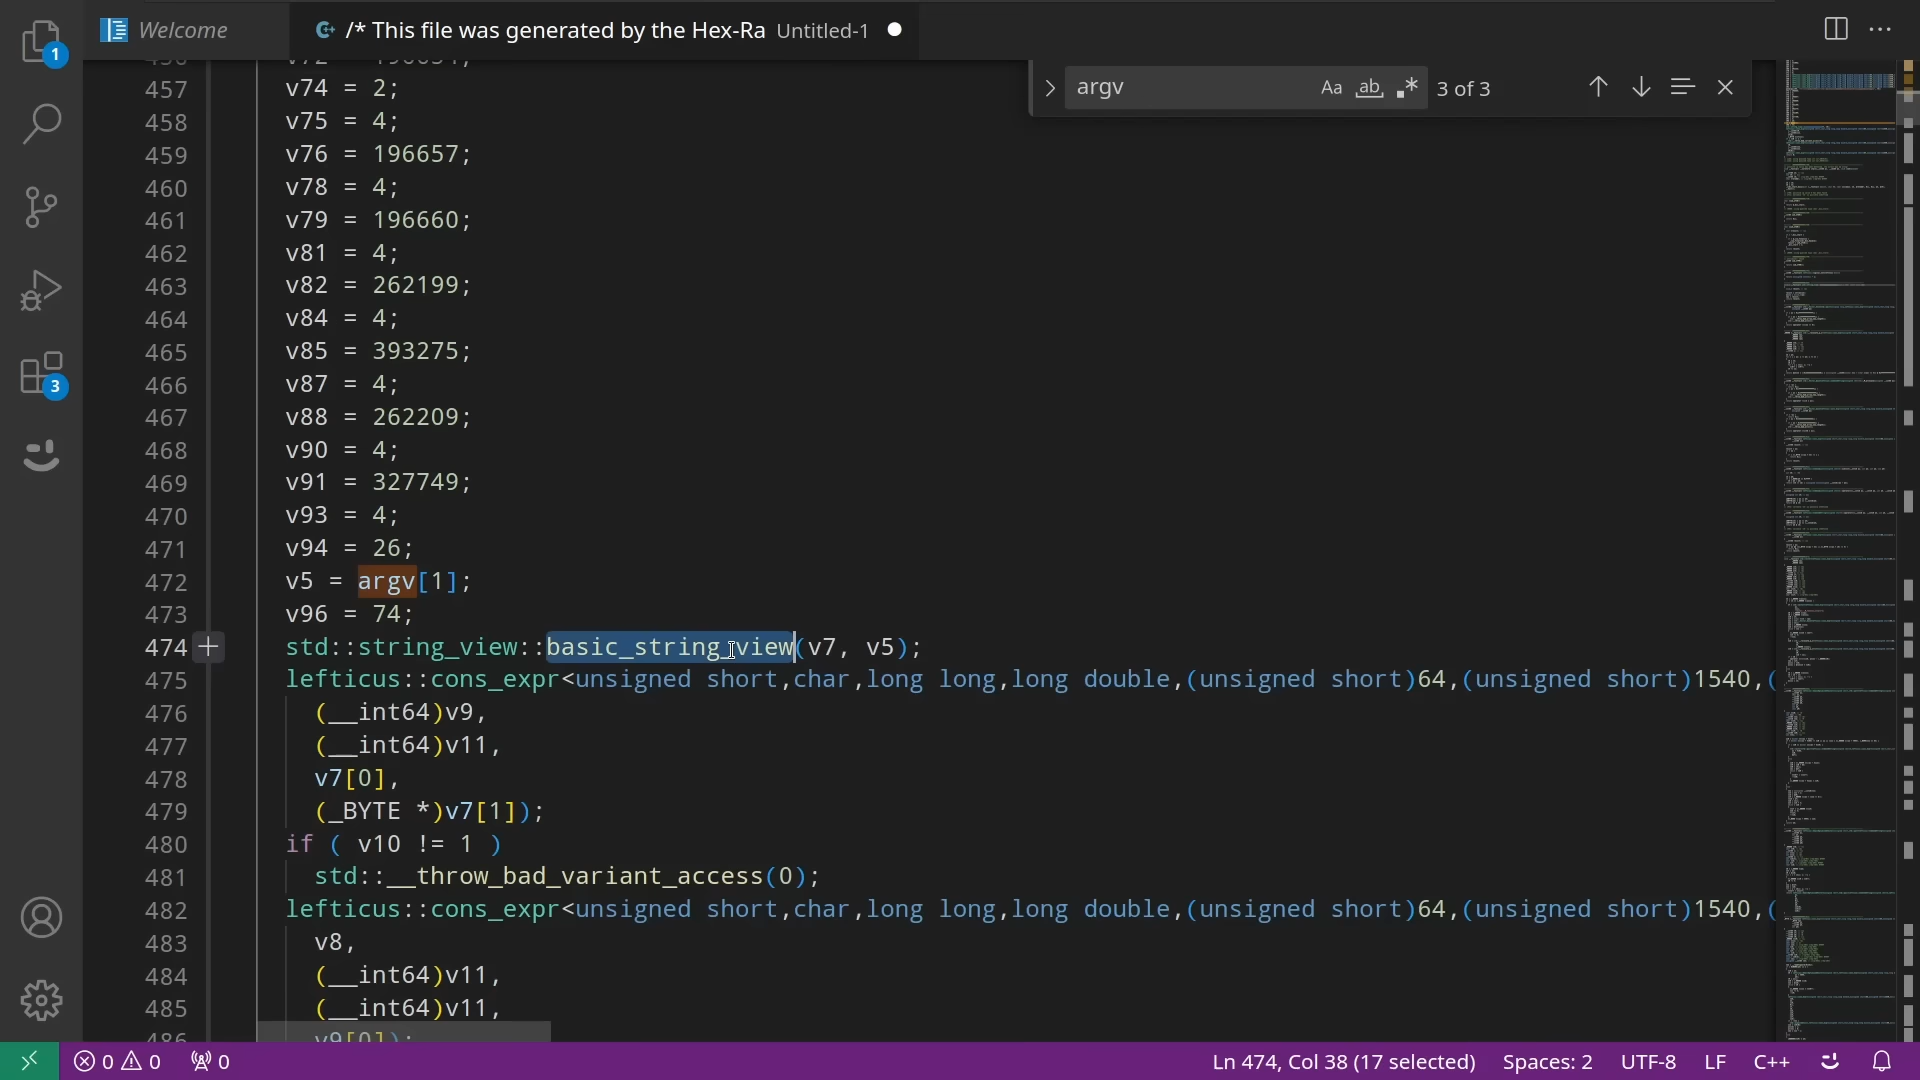 1
Welcome
/* This file was generated by the Hex-Ra Untitled-1
argv
Aa ab .* 3 of 3
457 v74 = 2;
458 v75 = 4;
459 v76 = 196657;
460 v78 = 4;
461 v79 = 196660;
462 v81 = 4;
463 v82 = 262199;
464 v84 = 4;
465 v85 = 393275;
466 v87 = 4;
467 v88 = 262209;
468 v90 = 4;
469 v91 = 327749;
470 v93 = 4;
471 v94 = 26;
472 v5 = argv[1];
473 v96 = 74;
474 std::string_view::basic_string_view(v7, v5);
475 lefticus::cons_expr<unsigned short,char,long long,long double,(unsigned short)64,(unsigned short)1540,(
476 (__int64)v9,
477 (__int64)v11,
478 v7[0],
479 (_BYTE *)v7[1]);
480 if ( v10 != 1 )
481 std::__throw_bad_variant_access(0);
482 lefticus::cons_expr<unsigned short,char,long long,long double,(unsigned short)64,(unsigned short)1540,(
483 v8,
484 (__int64)v11,
485 (__int64)v11,
486 v9[0]);
3
0 0 0
Ln 474, Col 38 (17 selected) Spaces: 2 UTF-8 LF C++